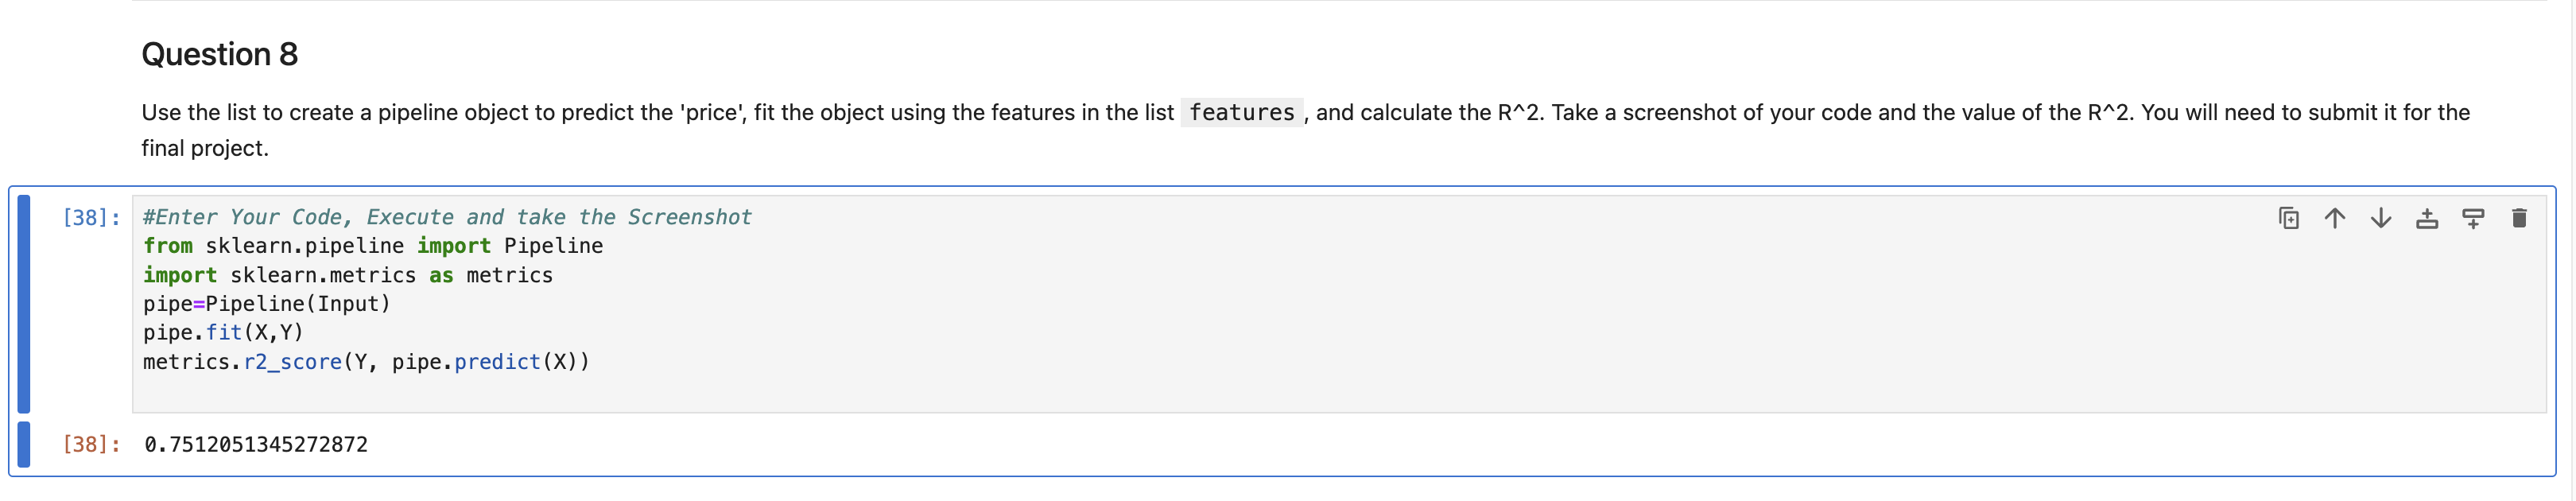 Question 8
Use the list to create a pipeline object to predict the 'price', fit the object using the features in the list features , and calculate the R^2. Take a screenshot of your code and the value of the R^2. You will need to submit it for the
final project.
[38]: #Enter Your Code, Execute and take the Screenshot
from sklearn.pipeline import Pipeline
import sklearn.metrics as metrics
pipe=Pipeline(Input)
pipe.fit(X,Y)
metrics.r2_score(Y, pipe.predict(X))
[38]: 0.7512051345272872